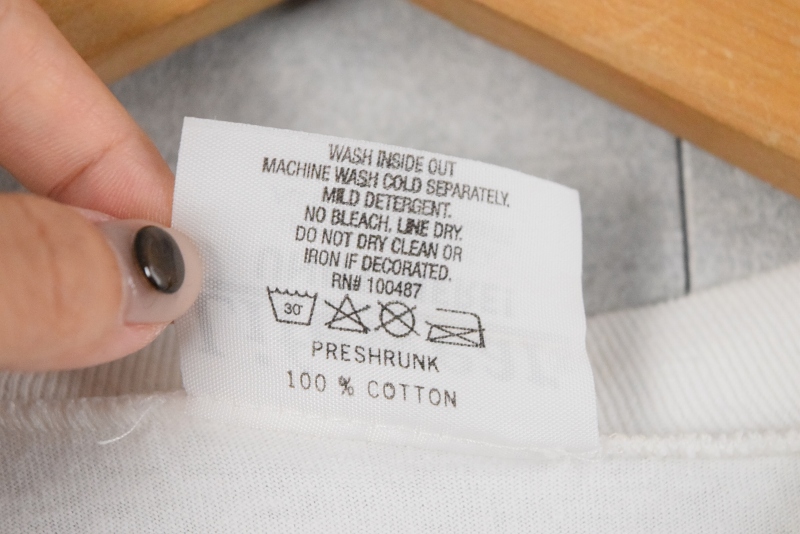 WASH INSIDE OUT
MACHINE WASH COLD SEPARATELY.
MILD DETERGENT.
NO BLEACH, LINE DRY.
DO NOT DRY CLEAN OR
IRON IF DECORATED.
RN# 100487
30°
PRESHRUNK
100 % COTTON